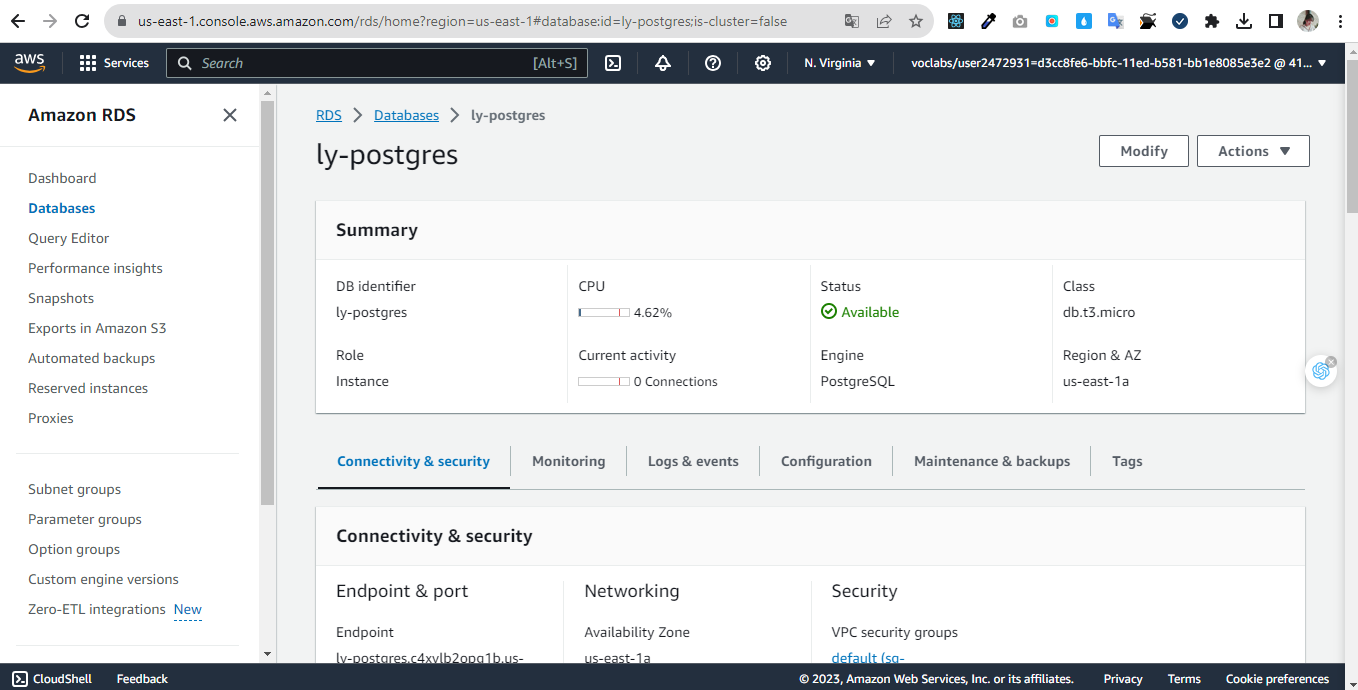 us-east-1.console.aws.amazon.com/rds/home?region=us-east-1#database:id=ly-postgres;is-cluster=false
aws
Services
Search
[Alt+S]
N. Virginia
voclabs/user2472931=d3cc8fe6-bbfc-11ed-b581-bb1e8085e3e2 @ 41...
Amazon RDS
Dashboard
Databases
Query Editor
Performance insights
Snapshots
Exports in Amazon S3
Automated backups
Reserved instances
Proxies
Subnet groups
Parameter groups
Option groups
Custom engine versions
Zero-ETL integrations New
RDS
Databases
ly-postgres
ly-postgres
Modify
Actions
Summary
DB identifier
ly-postgres
CPU
4.62%
Status
Available
Class
db.t3.micro
Role
Instance
Current activity
0 Connections
Engine
PostgreSQL
Region & AZ
us-east-1a
Connectivity & security
Monitoring
Logs & events
Configuration
Maintenance & backups
Tags
Connectivity & security
Endpoint & port
Endpoint
ly-postgres.c4xylb2opg1b.us-
Networking
Availability Zone
us-east-1a
Security
VPC security groups
default (sg-
CloudShell
Feedback
© 2023, Amazon Web Services, Inc. or its affiliates.
Privacy
Terms
Cookie preferences